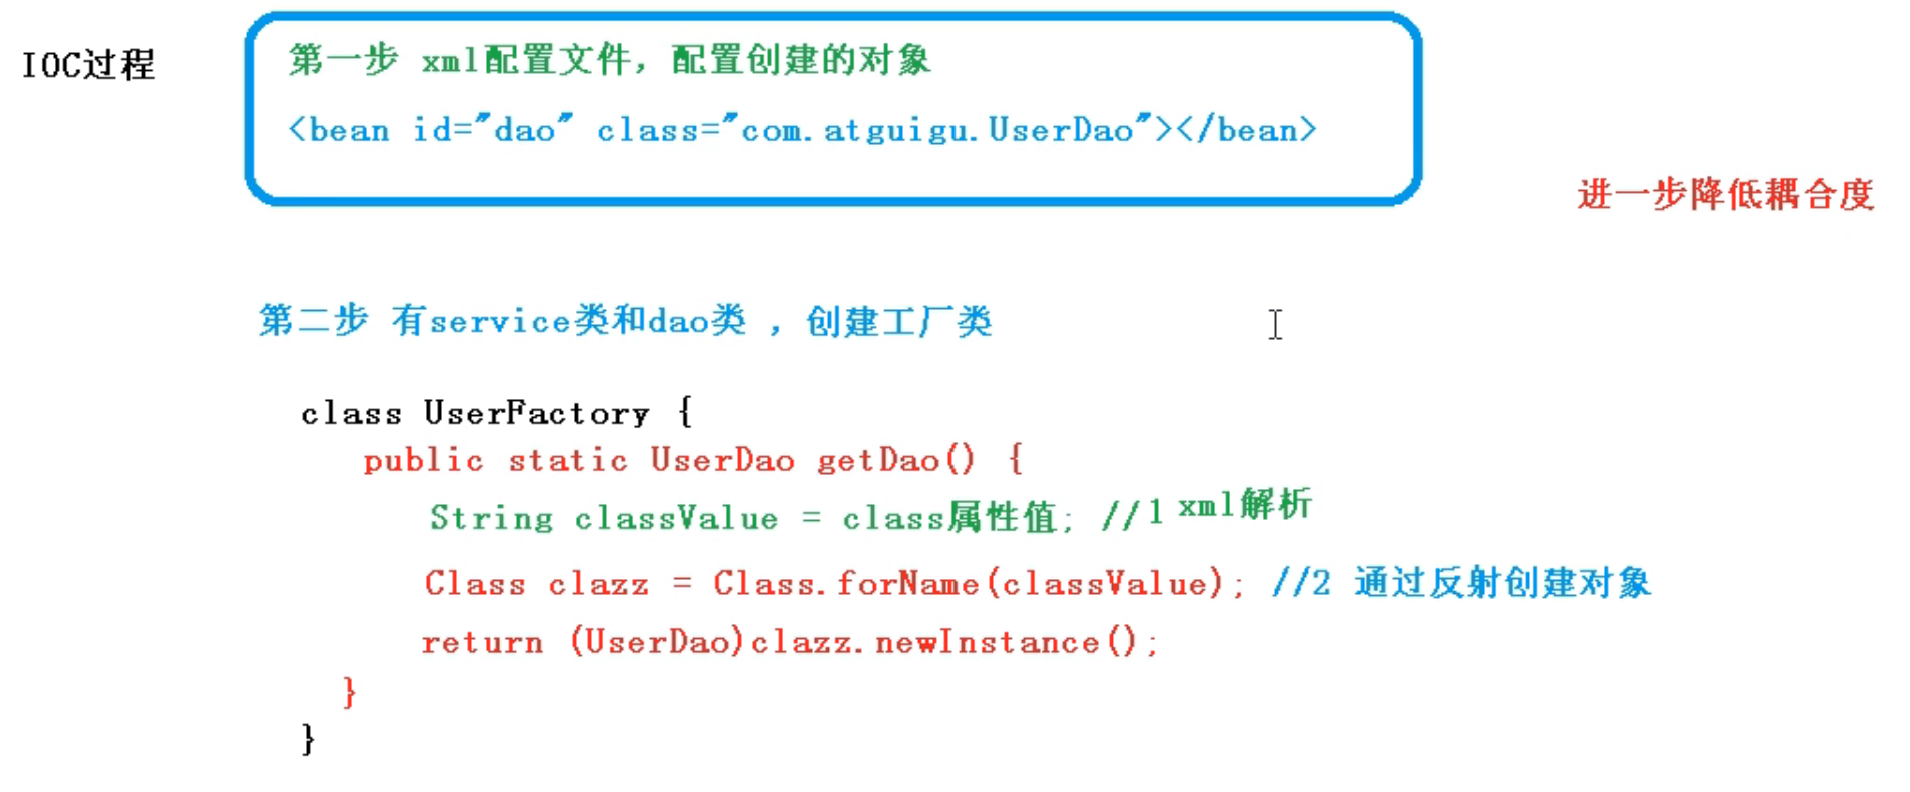 IOC过程
第一步 xml配置文件，配置创建的对象
<bean id="dao" class="com.atguigu.UserDao"></bean>
进一步降低耦合度
第二步 有service类和dao类 ，创建工厂类
class UserFactory {
public static UserDao getDao() {
String classValue = class属性值; //1 xml解析
Class clazz = Class.forName(classValue); //2 通过反射创建对象
return (UserDao)clazz.newInstance();
}
}